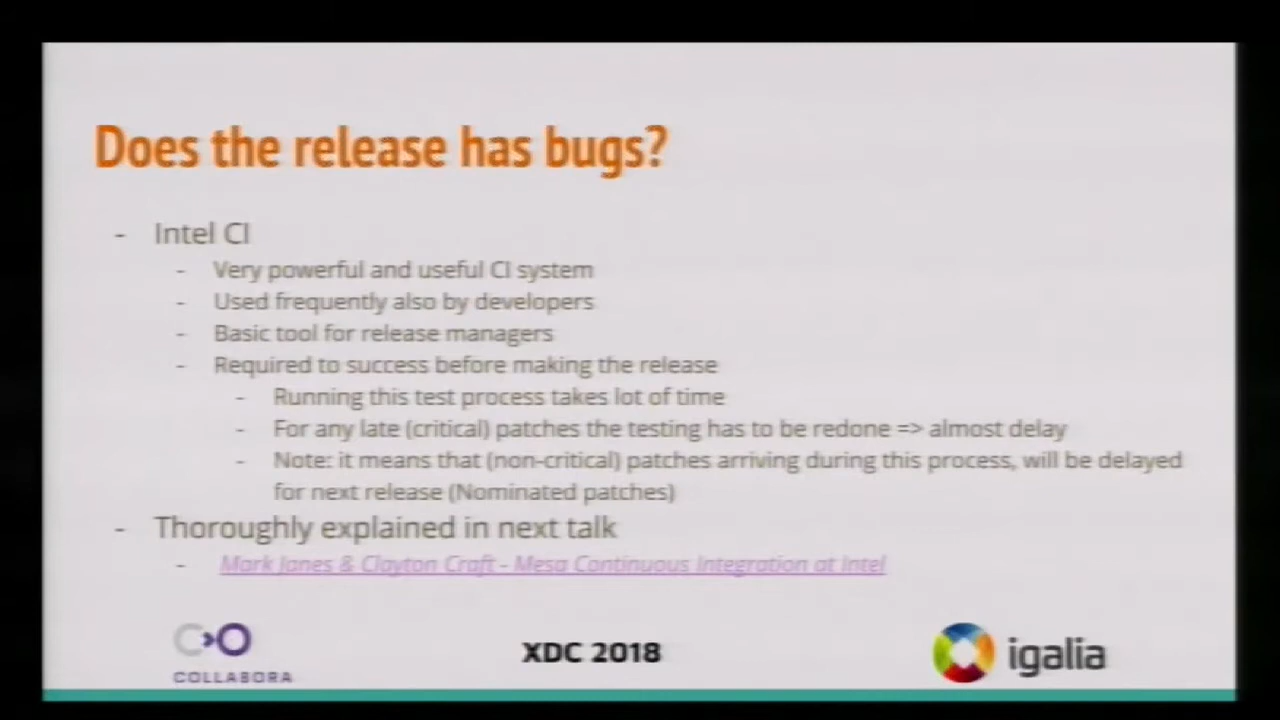 Does the release has bugs?
- Intel CI
- Very powerful and useful CI system
- Used frequently also by developers
- Basic tool for release managers
- Required to success before making the release
- Running this test process takes lot of time
- For any late (critical) patches the testing has to be redone => almost delay
- Note: it means that (non-critical) patches arriving during this process, will be delayed
for next release (Nominated patches)
- Thoroughly explained in next talk
- Mark Janes & Clayton Craft - Mesa Continuous Integration at Intel
COLLABORA
XDC 2018
igalia